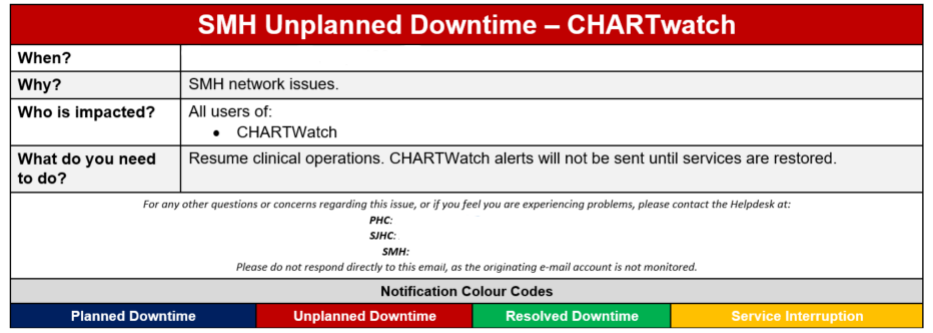 SMH Unplanned Downtime – CHARTwatch
When?
Why? SMH network issues.
Who is impacted? All users of:
• CHARTWatch
What do you need to do? Resume clinical operations. CHARTWatch alerts will not be sent until services are restored.
For any other questions or concerns regarding this issue, or if you feel you are experiencing problems, please contact the Helpdesk at:
PHC:
SJHC:
SMH:
Please do not respond directly to this email, as the originating e-mail account is not monitored.
Notification Colour Codes
Planned Downtime Unplanned Downtime Resolved Downtime Service Interruption